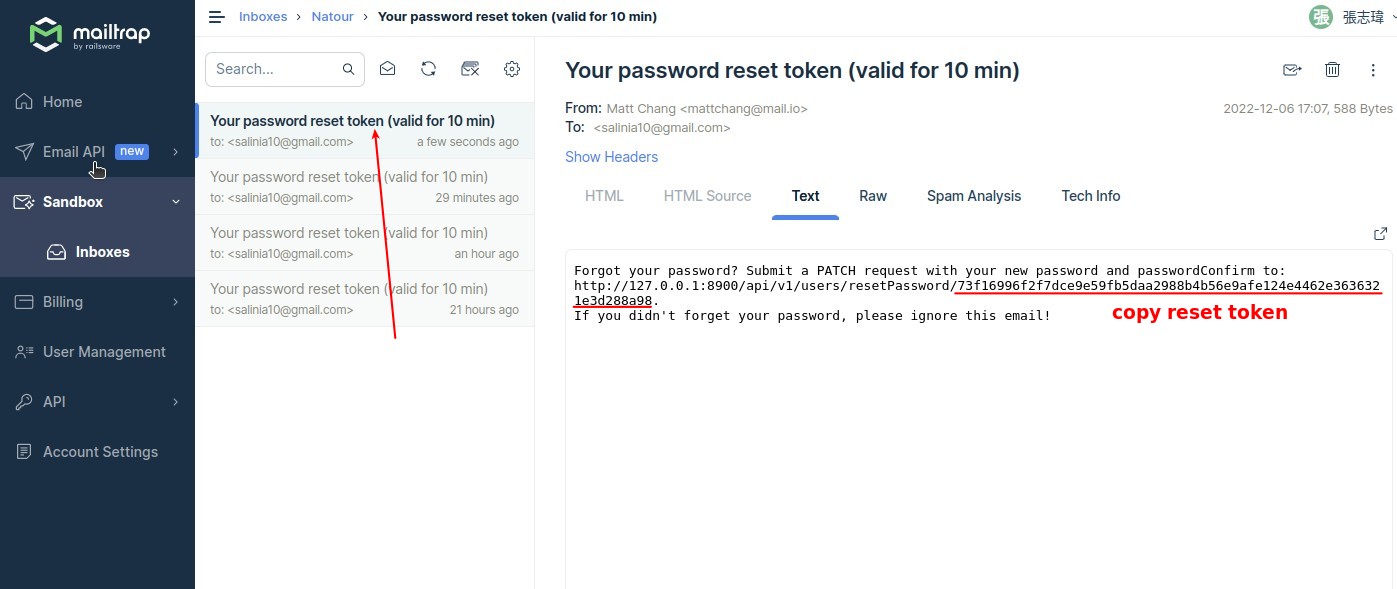 mailtrap
by railsware
Home
Email API new
Sandbox
Inboxes
Billing
User Management
API
Account Settings
Inboxes › Natour › Your password reset token (valid for 10 min)
張 張志瑋
Search...
Your password reset token (valid for 10 min)
to: <salinia10@gmail.com> a few seconds ago
Your password reset token (valid for 10 min)
to: <salinia10@gmail.com> 29 minutes ago
Your password reset token (valid for 10 min)
to: <salinia10@gmail.com> an hour ago
Your password reset token (valid for 10 min)
to: <salinia10@gmail.com> 21 hours ago
Your password reset token (valid for 10 min)
From: Matt Chang <mattchang@mail.io> 2022-12-06 17:07, 588 Bytes
To: <salinia10@gmail.com>
Show Headers
HTML HTML Source Text Raw Spam Analysis Tech Info
Forgot your password? Submit a PATCH request with your new password and passwordConfirm to:
http://127.0.0.1:8900/api/v1/users/resetPassword/73f16996f2f7dce9e59fb5daa2988b4b56e9afe124e4462e363632
1e3d288a98.
If you didn't forget your password, please ignore this email!
copy reset token